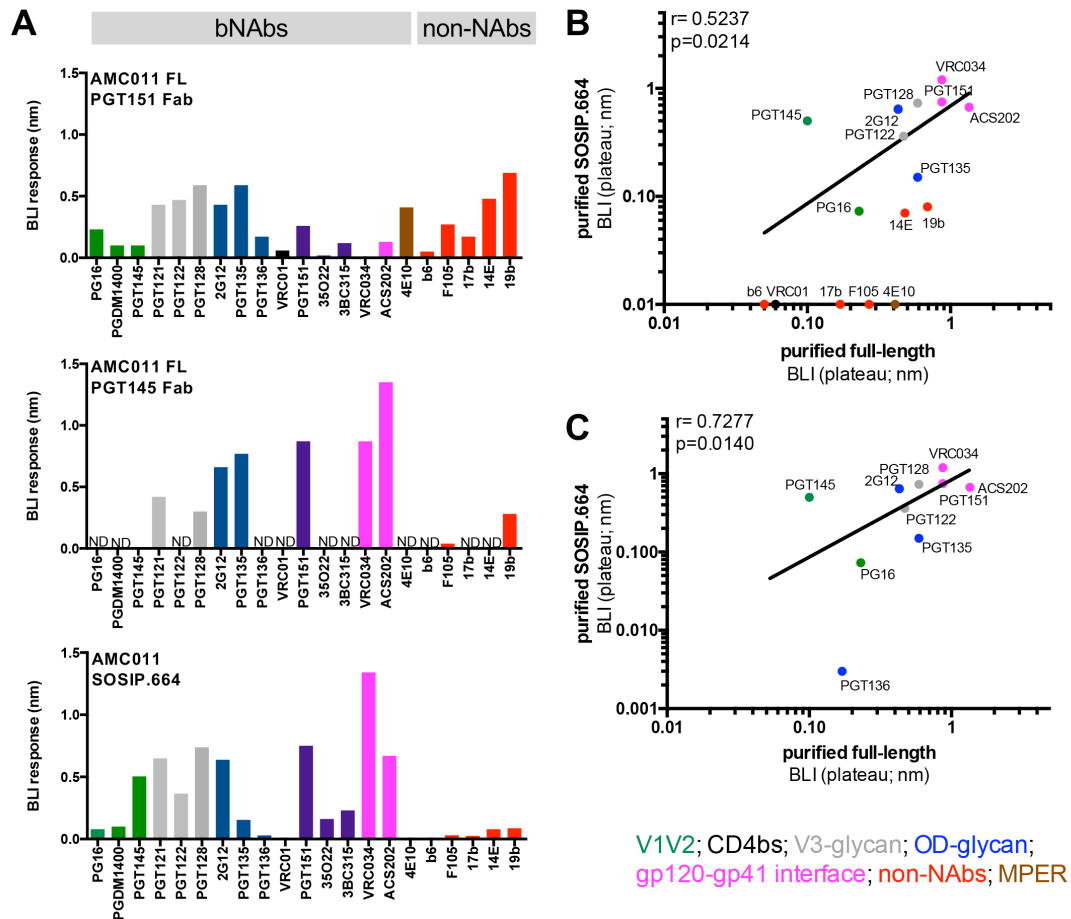 A
bNAbs
non-NAbs
AMC011 FL
PGT151 Fab
BLI response (nm)
1.5
1.0
0.5
0.0
PG16
PGDM1400
PGT145
PGT121
PGT122
PGT128
2G12
PGT135
PGT136
VRC01
PGT151
35O22
3BC315
VRC034
ACS202
4E10
b6
F105
17b
14E
19b
AMC011 FL
PGT145 Fab
BLI response (nm)
1.5
1.0
0.5
0.0
ND ND ND ND ND ND ND ND ND ND ND
PG16
PGDM1400
PGT145
PGT121
PGT122
PGT128
2G12
PGT135
PGT136
VRC01
PGT151
35O22
3BC315
VRC034
ACS202
4E10
b6
F105
17b
14E
19b
AMC011
SOSIP.664
BLI response (nm)
1.5
1.0
0.5
0.0
PG16
PGDM1400
PGT145
PGT121
PGT122
PGT128
2G12
PGT135
PGT136
VRC01
PGT151
35O22
3BC315
VRC034
ACS202
4E10
b6
F105
17b
14E
19b
B
r= 0.5237
p=0.0214
purified SOSIP.664
BLI (plateau; nm)
1
0.10
0.01
VRC034
PGT128
PGT151
PGT145
2G12
ACS202
PGT122
PGT135
PG16
14E
19b
b6 VRC01 17b F105 4E10
0.01 0.10 1
purified full-length
BLI (plateau; nm)
C
r= 0.7277
p=0.0140
purified SOSIP.664
BLI (plateau; nm)
1
0.100
0.010
0.001
VRC034
PGT128
PGT145
2G12
ACS202
PGT151
PGT122
PGT135
PG16
PGT136
0.01 0.10 1
purified full-length
BLI (plateau; nm)
V1V2; CD4bs; V3-glycan; OD-glycan;
gp120-gp41 interface; non-NAbs; MPER